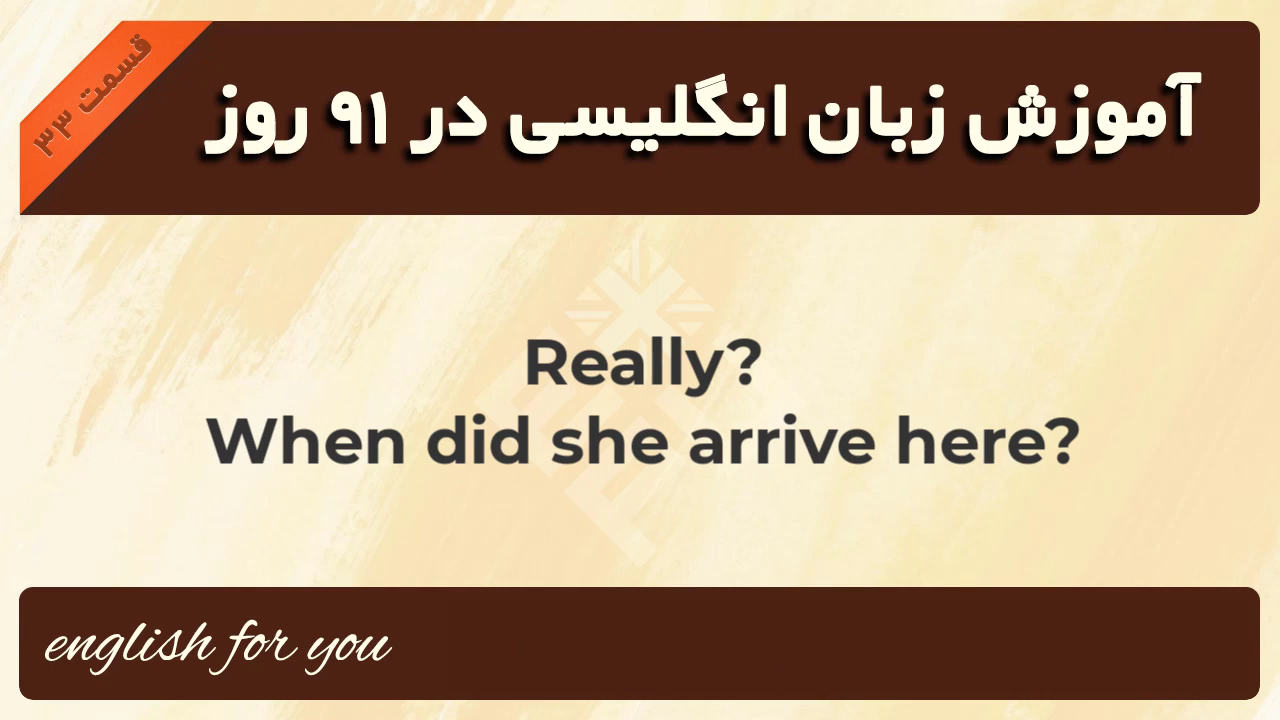 قسمت ۳۳
آموزش زبان انگلیسی در ۹۱ روز
Really?
When did she arrive here?
english for you